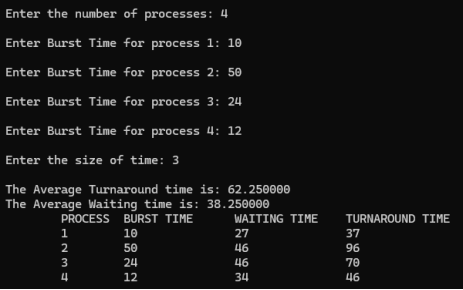 Enter the number of processes: 4
Enter Burst Time for process 1: 10
Enter Burst Time for process 2: 50
Enter Burst Time for process 3: 24
Enter Burst Time for process 4: 12
Enter the size of time: 3
The Average Turnaround time is: 62.250000
The Average Waiting time is: 38.250000
PROCESS BURST TIME WAITING TIME TURNAROUND TIME
1 10 27 37
2 50 46 96
3 24 46 70
4 12 34 46